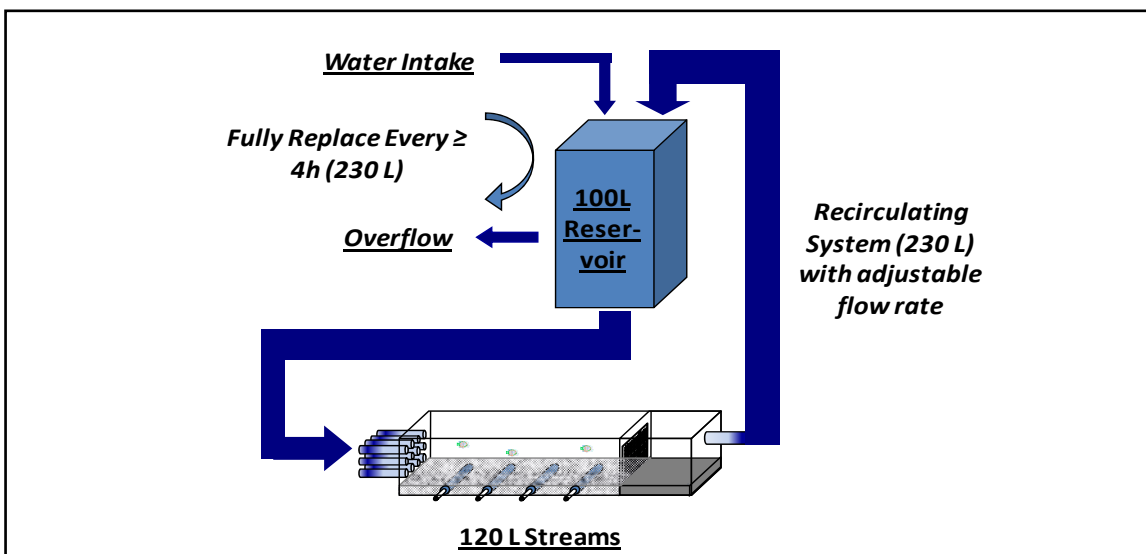 Water Intake
Fully Replace Every ≥
4h (230 L)
Overflow
100L
Reser-
voir
Recirculating
System (230 L)
with adjustable
flow rate
120 L Streams